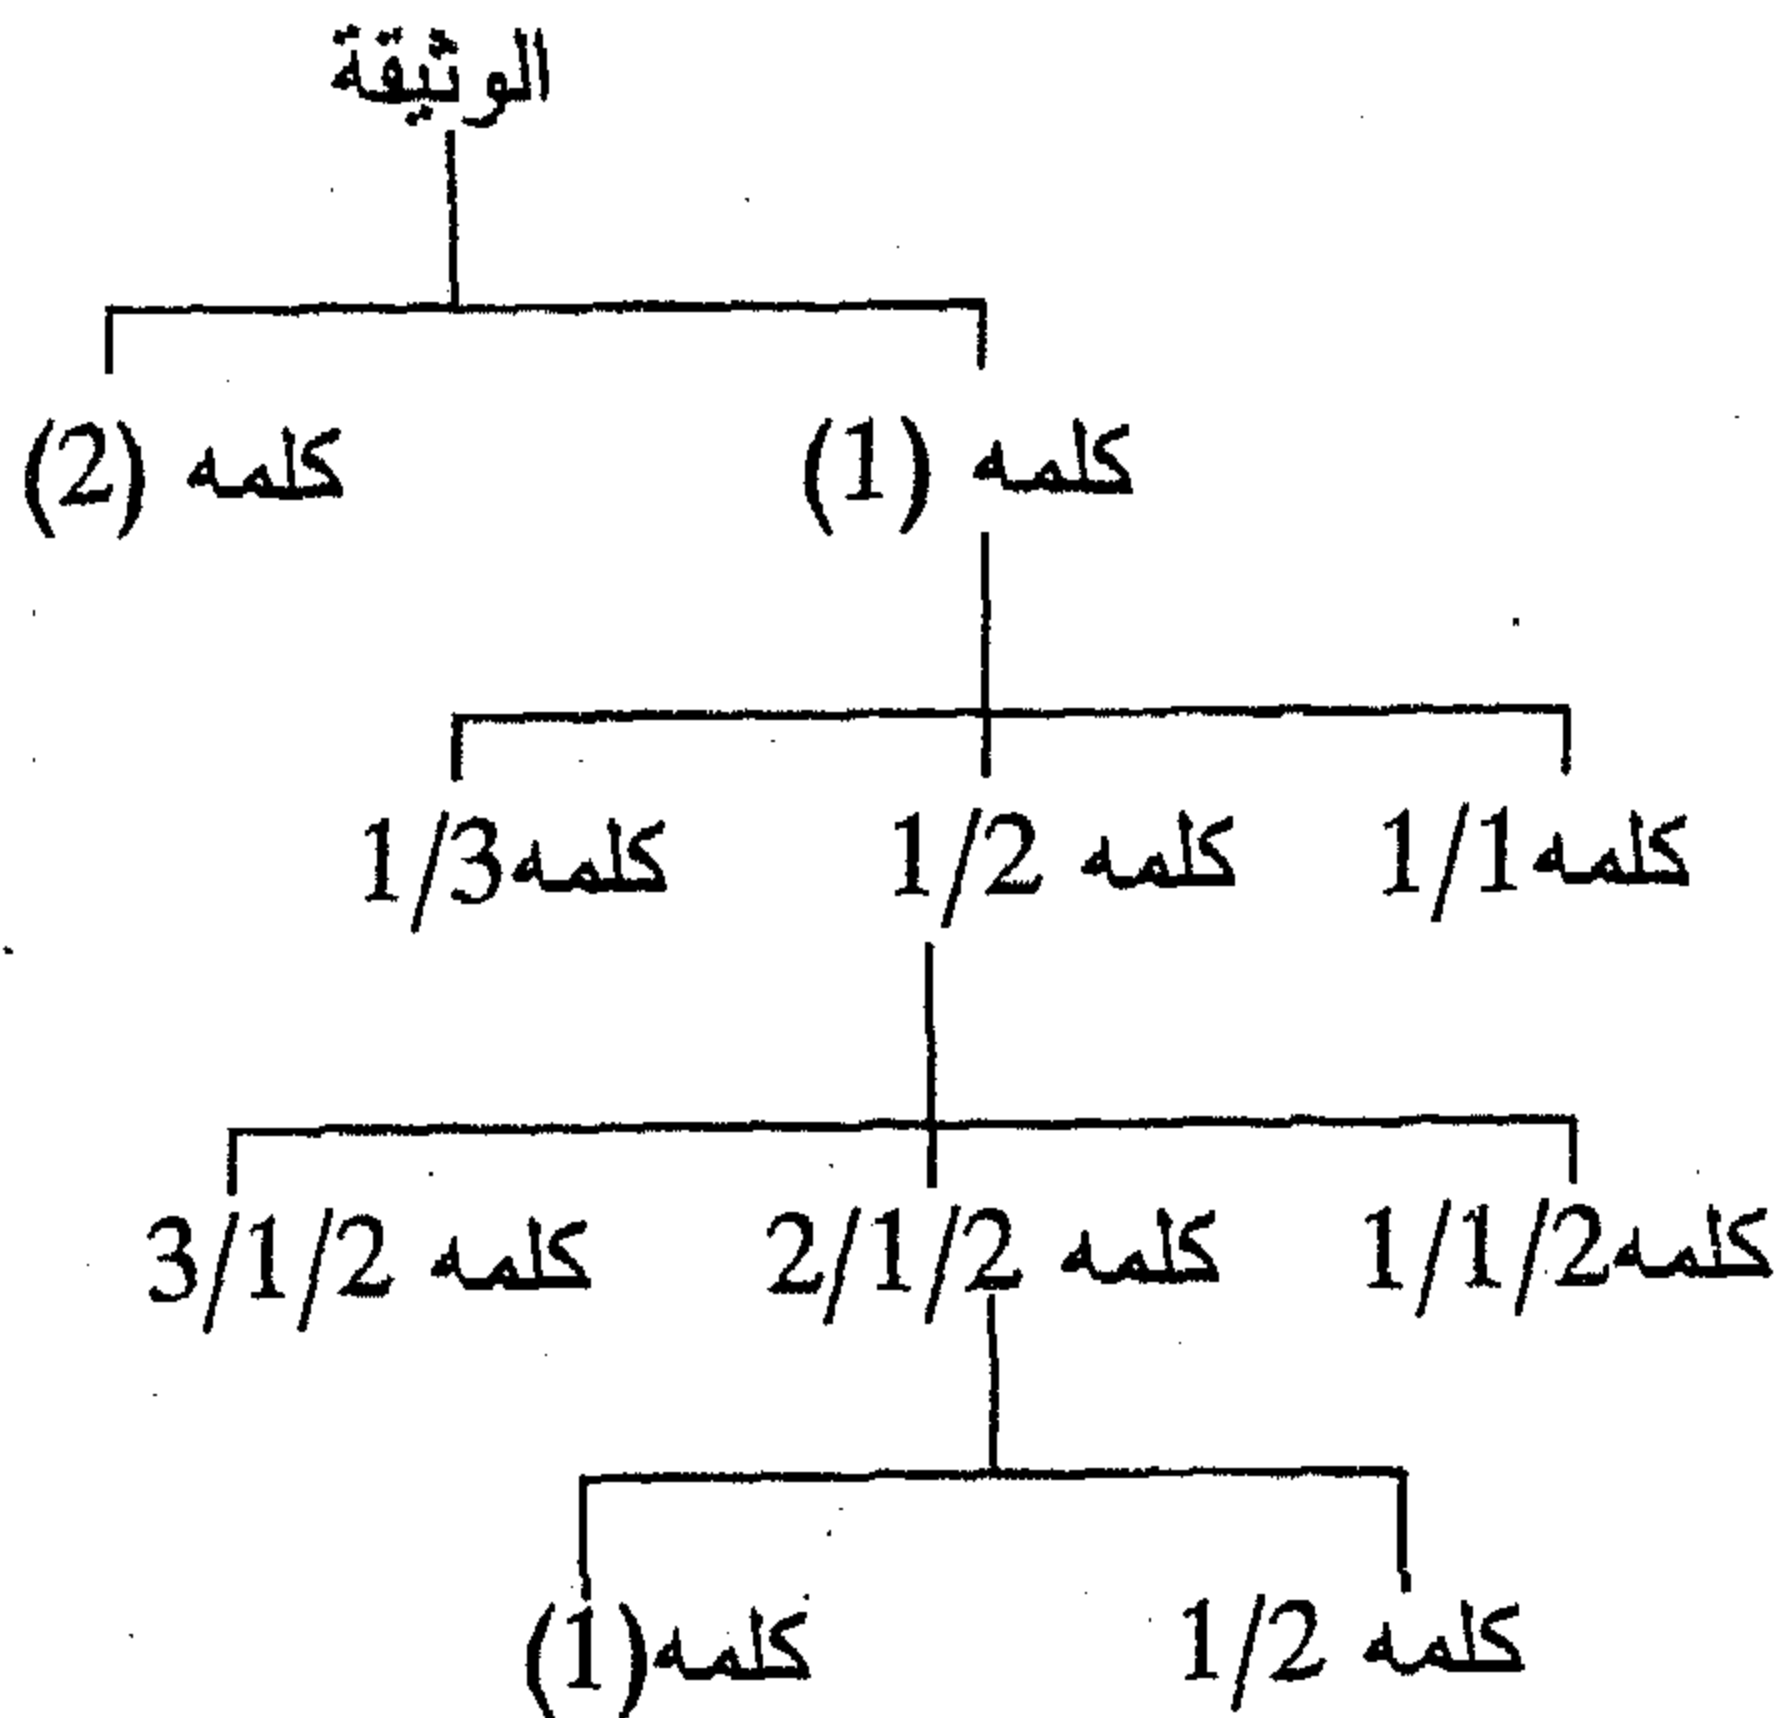 الوثيقة
كلمه (1) كلمه (2)
كلمه1/1 كلمه 1/2 كلمه1/3
كلمه1/1/2 كلمه 2/1/2 كلمه 3/1/2
كلمه 1/2 كلمه(1)